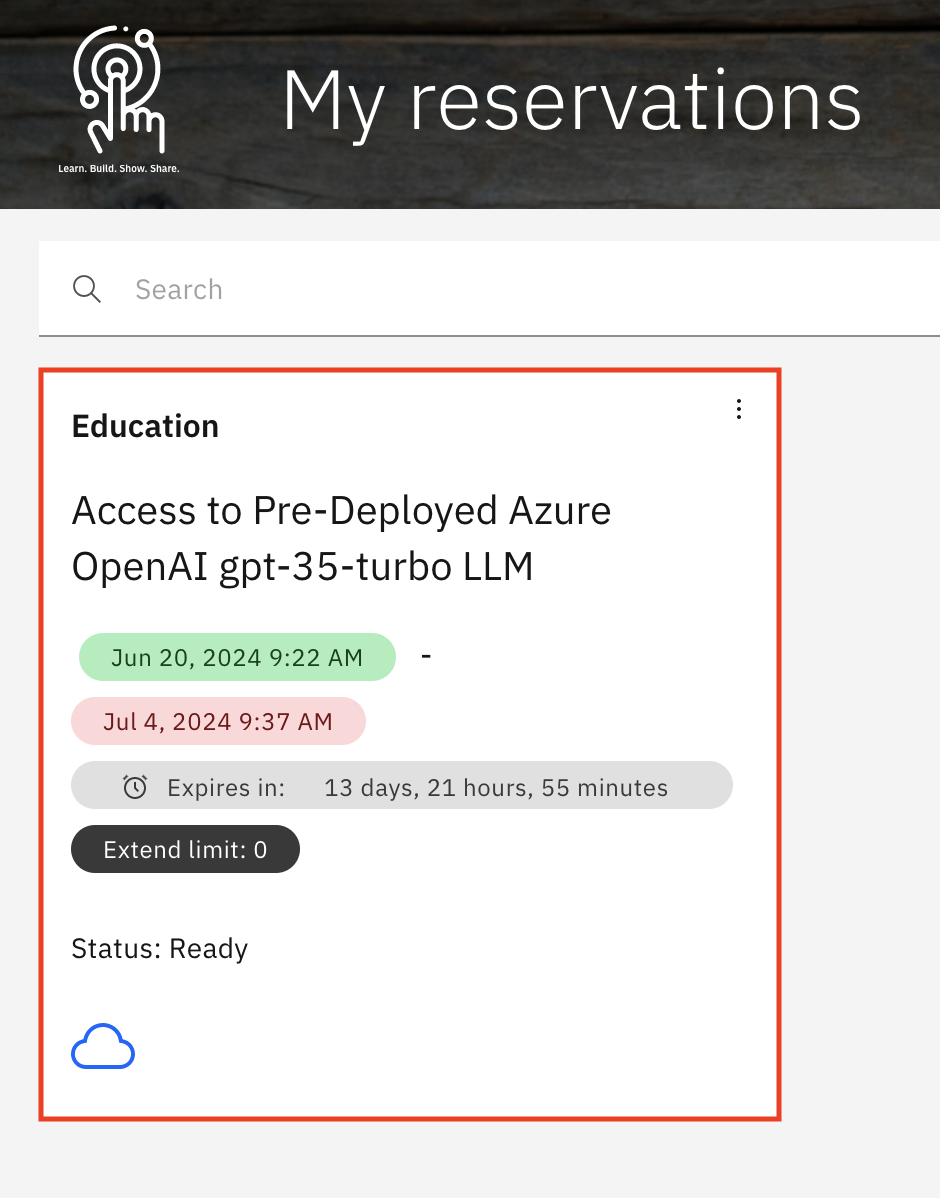 My reservations
Learn. Build. Show. Share.
Search
Education
Access to Pre-Deployed Azure
OpenAI gpt-35-turbo LLM
Jun 20, 2024 9:22 AM -
Jul 4, 2024 9:37 AM
Expires in: 13 days, 21 hours, 55 minutes
Extend limit: 0
Status: Ready